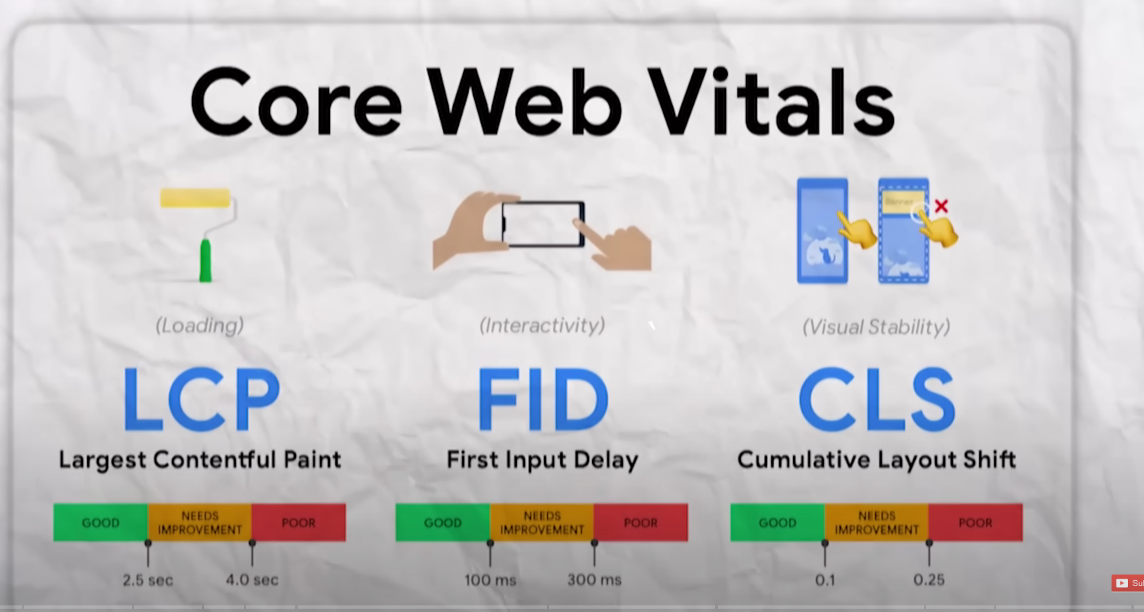 Core Web Vitals
Banner
(Loading)
(Interactivity)
(Visual Stability)
LCP
FID
CLS
Largest Contentful Paint
First Input Delay
Cumulative Layout Shift
GOOD
NEEDS
IMPROVEMENT
POOR
GOOD
NEEDS
IMPROVEMENT
POOR
GOOD
NEEDS
IMPROVEMENT
POOR
2.5 sec
4.0 sec
100 ms
300 ms
0.1
0.25